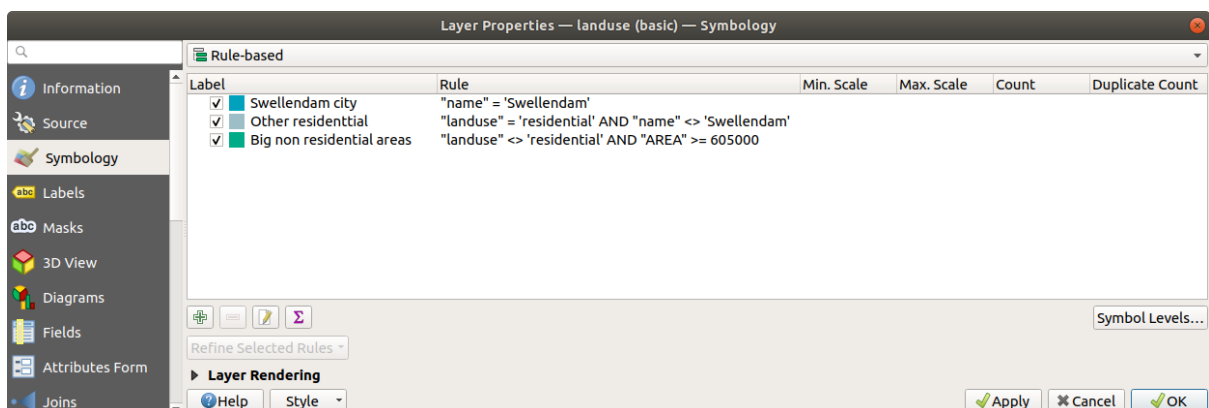 Layer Properties — landuse (basic) — Symbology
Rule-based
Information
Source
Symbology
abc Labels
abc Masks
3D View
Diagrams
Fields
Attributes Form
Joins
Label Rule Min. Scale Max. Scale Count Duplicate Count
Swellendam city "name" = 'Swellendam'
Other residenttial "landuse" = 'residential' AND "name" <> 'Swellendam'
Big non residential areas "landuse" <> 'residential' AND "AREA" >= 605000
Σ
Symbol Levels...
Refine Selected Rules
Layer Rendering
Help Style Apply Cancel OK